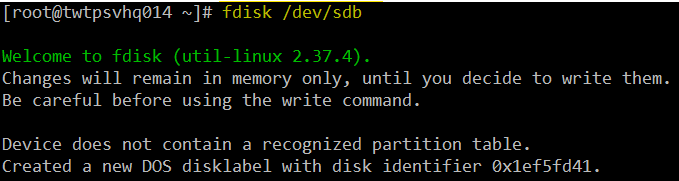 [root@twtpsvhq014 ~]# fdisk /dev/sdb
Welcome to fdisk (util-linux 2.37.4).
Changes will remain in memory only, until you decide to write them.
Be careful before using the write command.
Device does not contain a recognized partition table.
Created a new DOS disklabel with disk identifier 0x1ef5fd41.